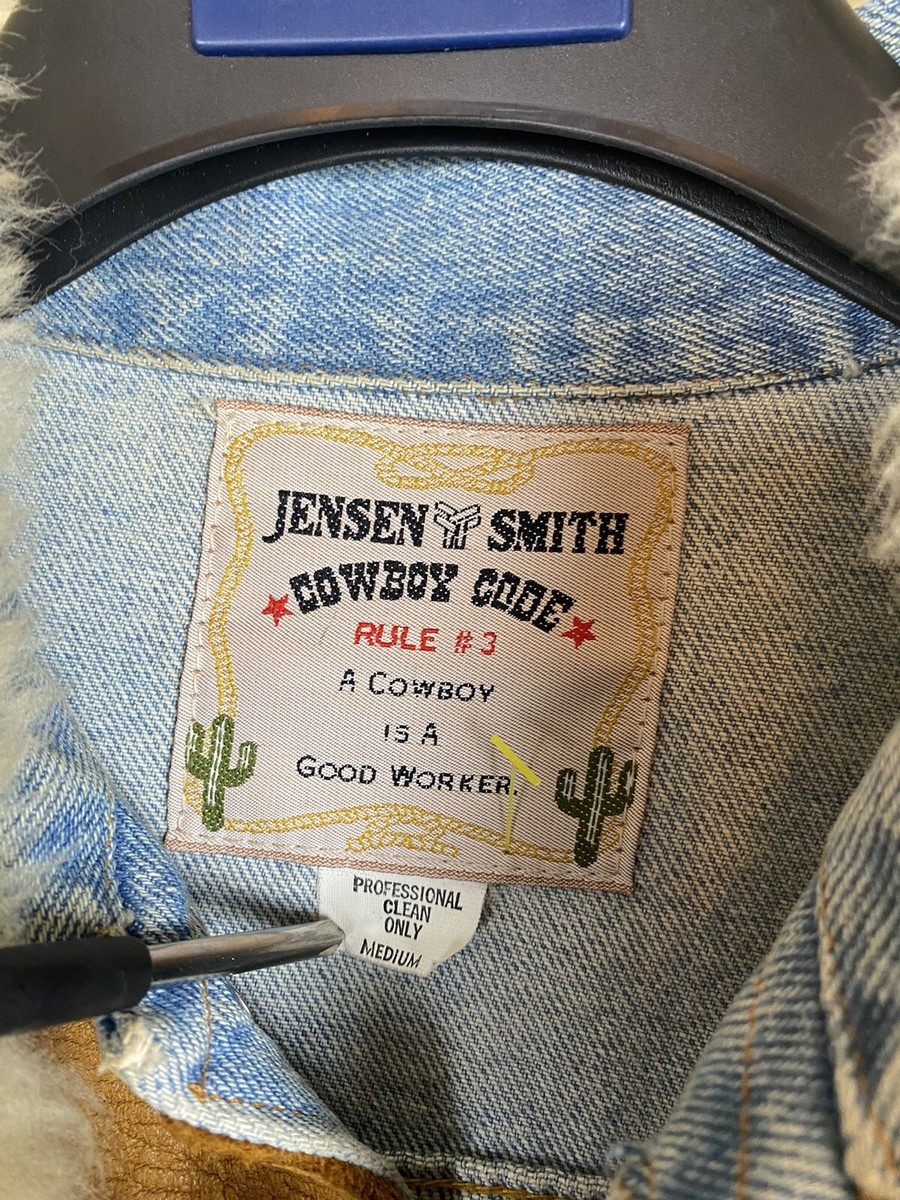 JENSEN SMITH
COWBOY CODE
RULE #3
A COWBOY
IS A
GOOD WORKER.
PROFESSIONAL
CLEAN
ONLY
MEDIUM